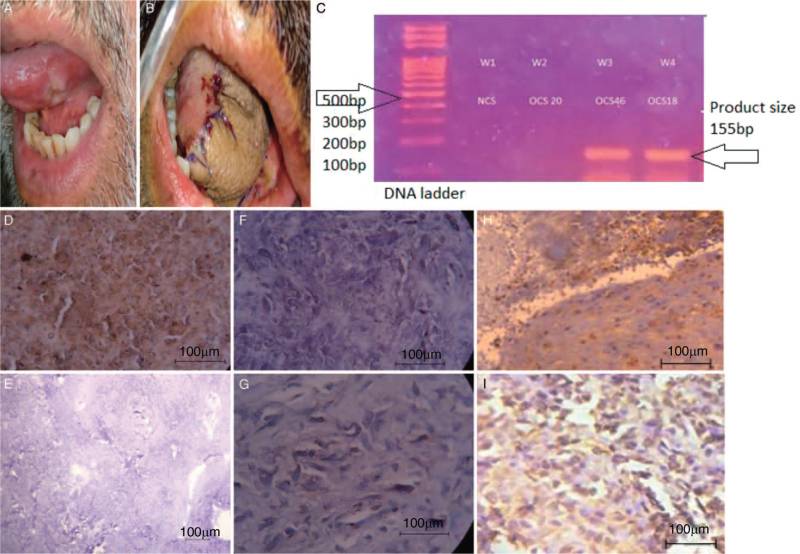 A
B
C
W1 W2 W3 W4
NCS OCS 20 OCS46 OCS18
500bp
300bp
200bp
100bp
Product size
155bp
DNA ladder
D
100µm
F
100µm
H
100µm
E
100µm
G
100µm
I
100µm